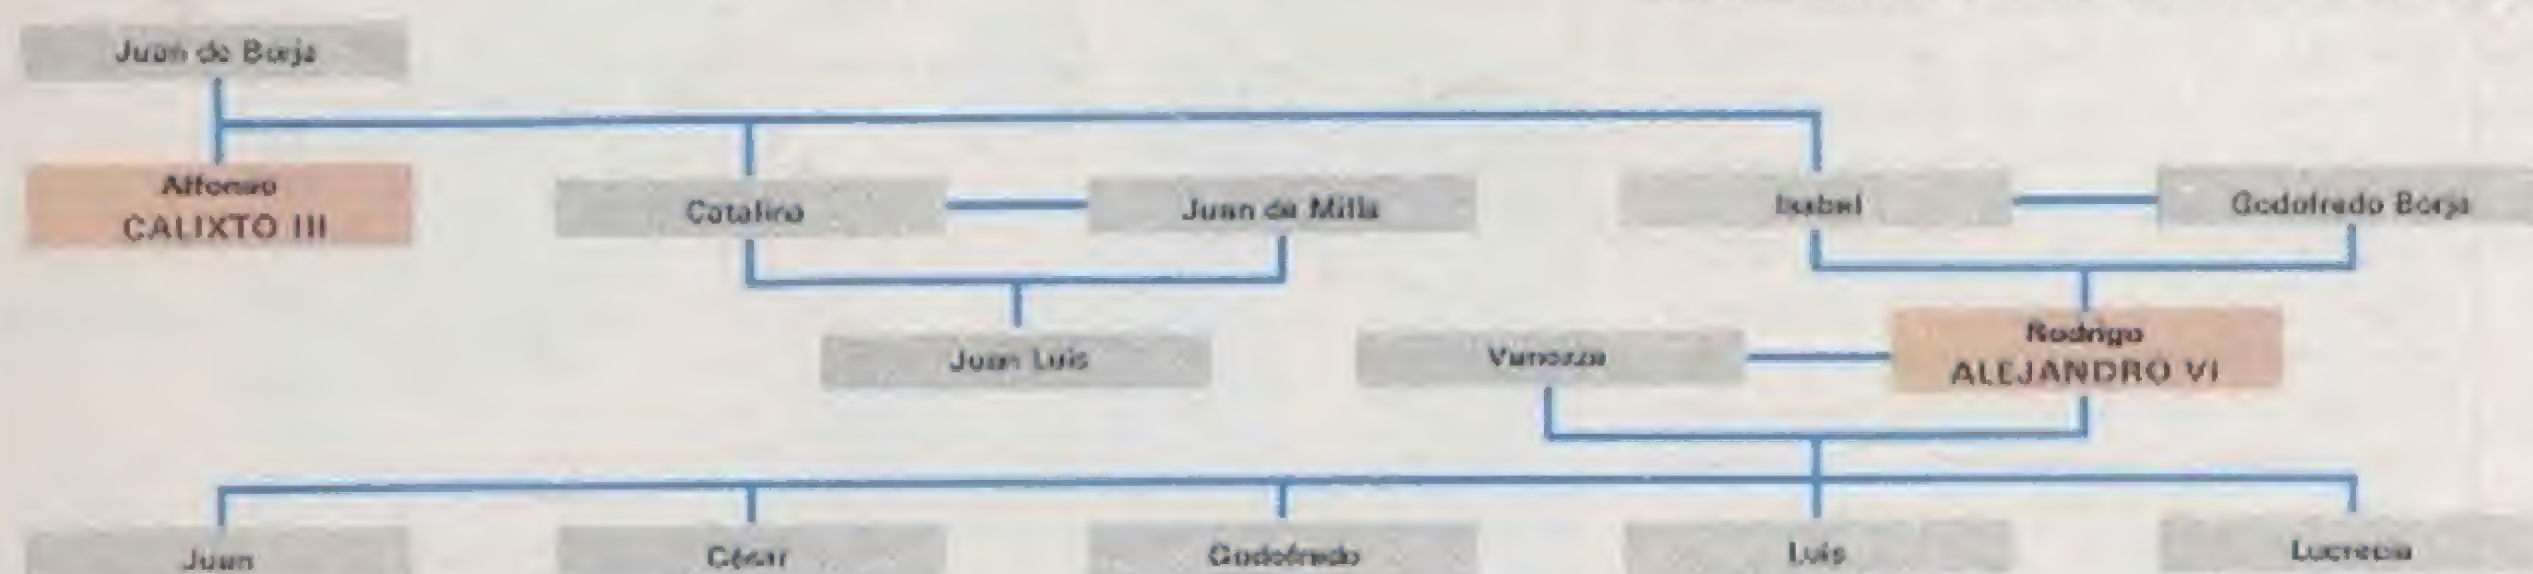 Juan de Borja
Alfonso
CALIXTO III
Catalina
Juan de Milla
Isabel
Godofredo Borja
Juan Luis
Vanozza
Rodrigo
ALEJANDRO VI
Juan
César
Godofredo
Luis
Lucrecia